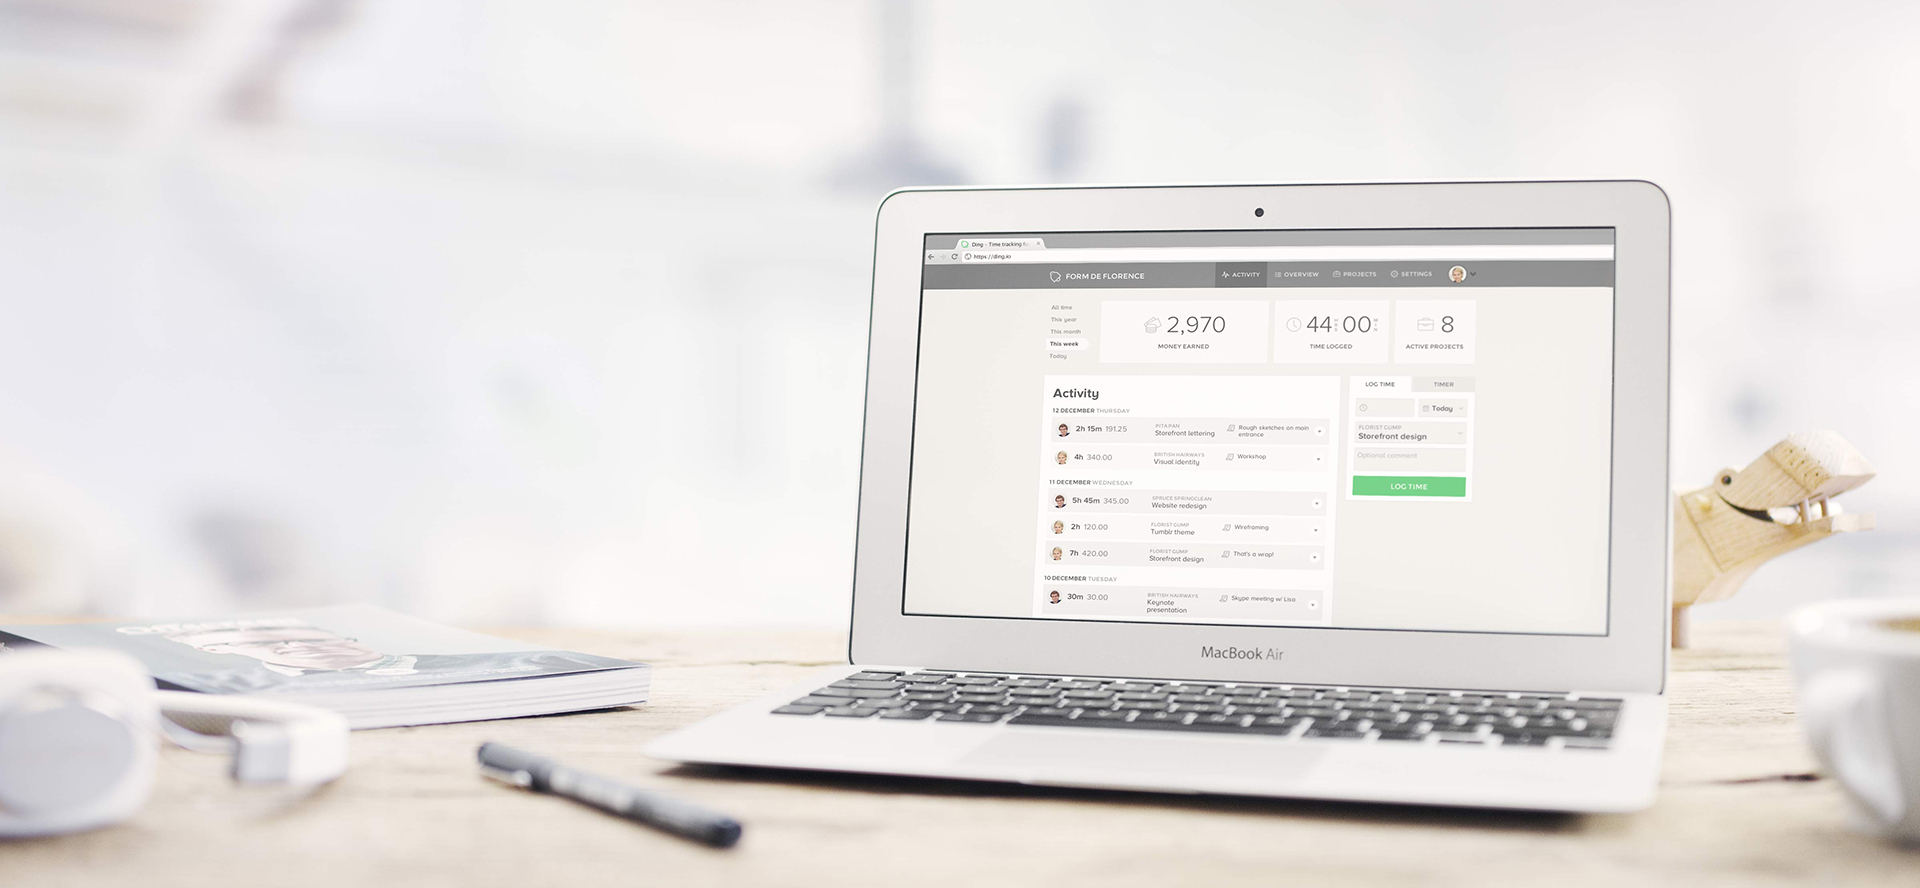 Ding - Time tracking fo
https://ding.io
FORM DE FLORENCE
ACTIVITY
OVERVIEW
PROJECTS
SETTINGS
All time
This year
This month
This week
Today
2,970
MONEY EARNED
44 HRS 00 MIN
TIME LOGGED
8
ACTIVE PROJECTS
Activity
12 DECEMBER THURSDAY
2h 15m 191.25
PITA PAN
Storefront lettering
Rough sketches on main
entrance
4h 340.00
BRITISH HAIRWAYS
Visual identity
Workshop
11 DECEMBER WEDNESDAY
5h 45m 345.00
SPRUCE SPRINGCLEAN
Website redesign
2h 120.00
FLORIST GUMP
Tumblr theme
Wireframing
7h 420.00
FLORIST GUMP
Storefront design
That's a wrap!
10 DECEMBER TUESDAY
30m 30.00
BRITISH HAIRWAYS
Keynote
presentation
Skype meeting w/ Lisa
LOG TIME
TIMER
Today
FLORIST GUMP
Storefront design
Optional comment
LOG TIME
MacBook Air